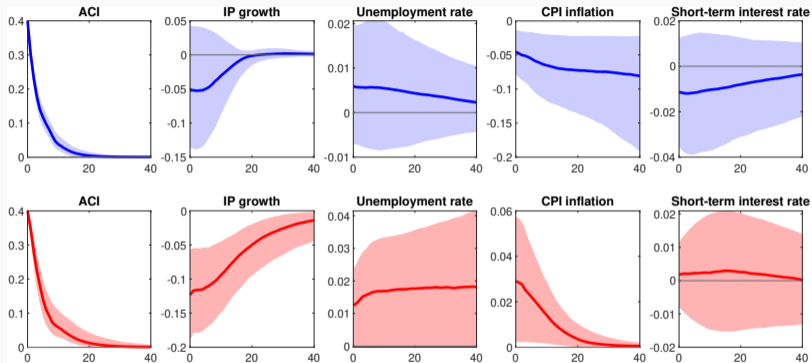 ACI IP growth Unemployment rate CPI inflation Short-term interest rate
0.4 0.05 0.02 0 0.02
0.3 0 0.01 -0.05 0
0.2 -0.05 0 -0.1 -0.02
0.1 -0.1 -0.01 -0.15 -0.04
0 -0.15 -0.2
0 20 40 0 20 40 0 20 40 0 20 40 0 20 40
ACI IP growth Unemployment rate CPI inflation Short-term interest rate
0.4 0 0.04 0.06 0.02
0.3 -0.05 0.03 0.04 0.01
0.2 -0.1 0.02 0.02 0
0.1 -0.15 0.01 -0.01
0 -0.2 0 -0.02
0 20 40 0 20 40 0 20 40 0 20 40 0 20 40